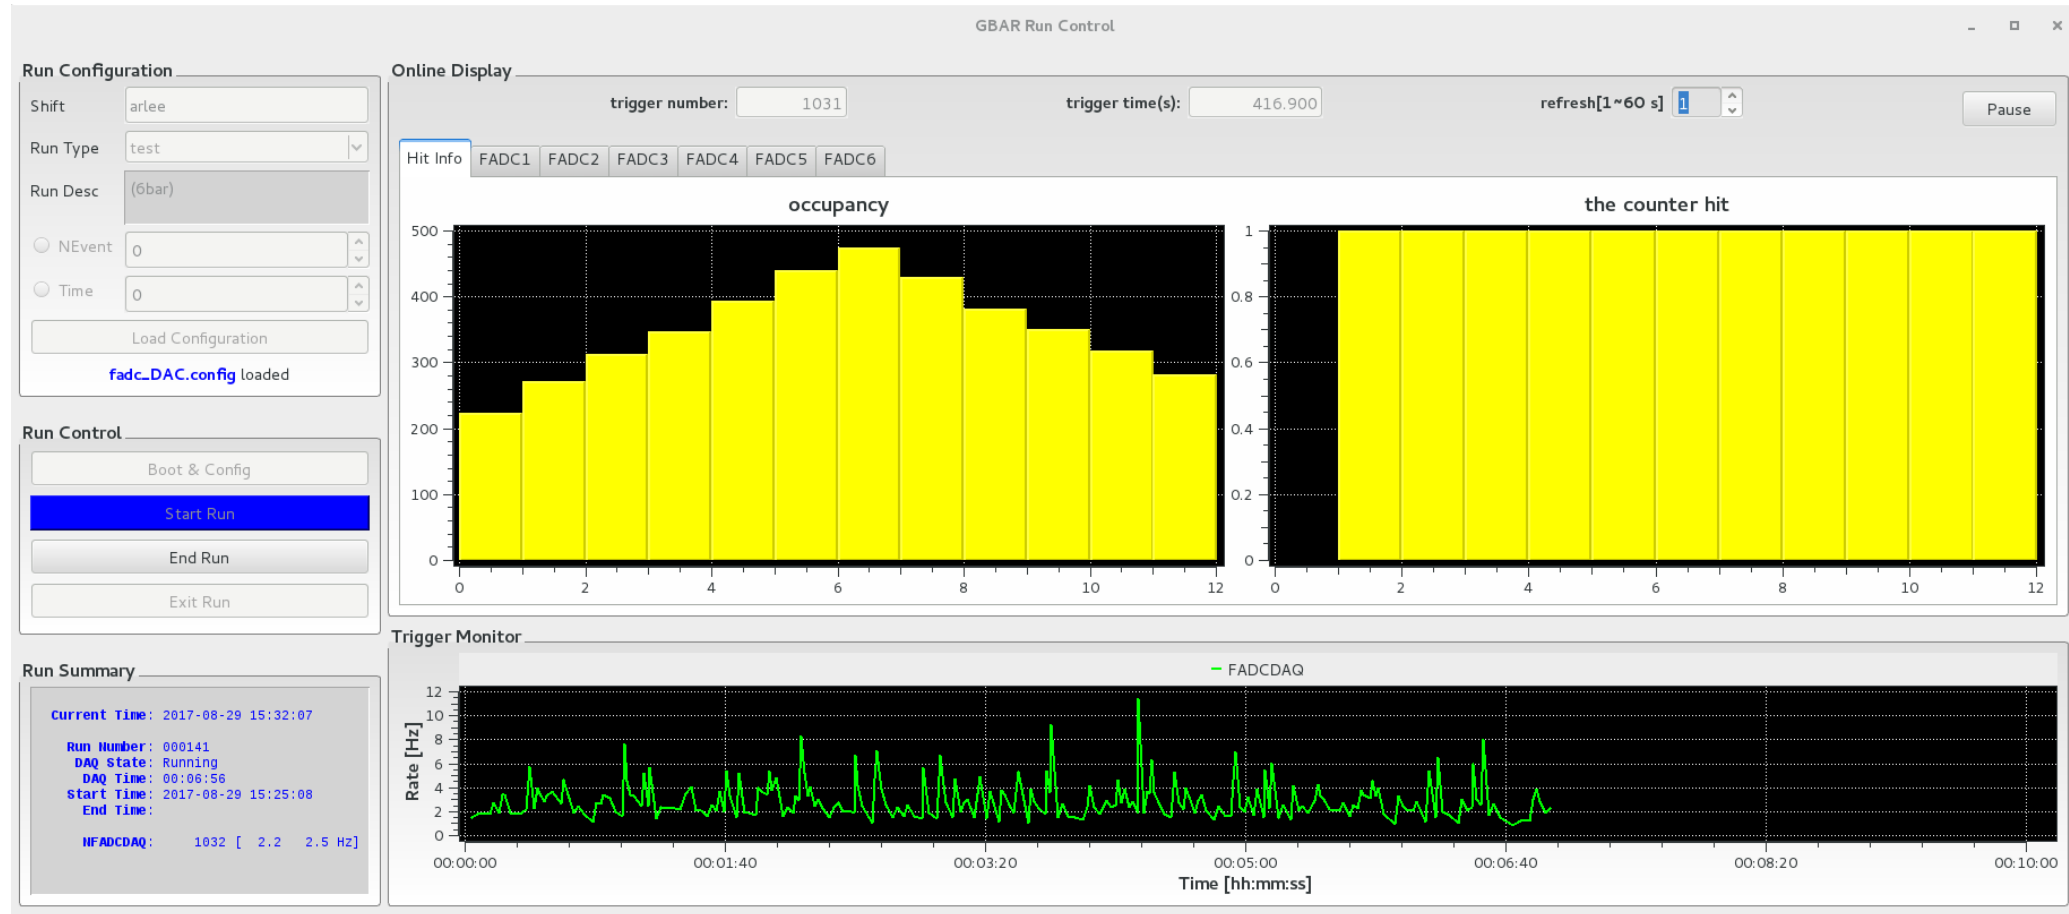 GBAR Run Control
Run Configuration
Shift arlee
Run Type test
Run Desc (6bar)
NEvent 0
Time 0
Load Configuration
fadc_DAC.config loaded
Run Control
Boot & Config
Start Run
End Run
Exit Run
Run Summary
Current Time: 2017-08-29 15:32:07
Run Number: 000141
DAQ State: Running
DAQ Time: 00:06:56
Start Time: 2017-08-29 15:25:08
End Time:
NFADCDAQ: 1032 [ 2.2 2.5 Hz]
Online Display
trigger number: 1031 trigger time(s): 416.900 refresh[1~60 s] 1 Pause
Hit Info FADC1 FADC2 FADC3 FADC4 FADC5 FADC6
occupancy
500
400
300
200
100
0
0 2 4 6 8 10 12
the counter hit
1
0.8
0.6
0.4
0.2
0
0 2 4 6 8 10 12
Trigger Monitor
FADCDAQ
Rate [Hz]
12
10
8
6
4
2
0
00:00:00 00:01:40 00:03:20 00:05:00 00:06:40 00:08:20 00:10:00
Time [hh:mm:ss]